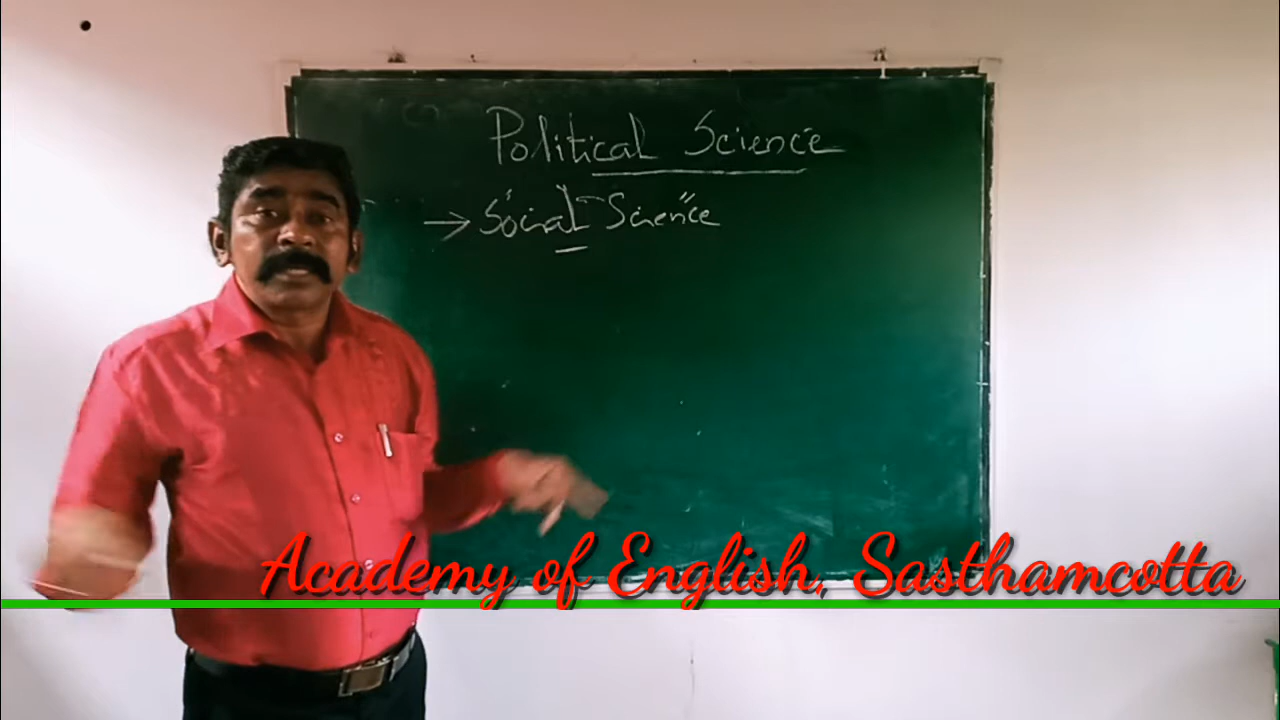 Political Science
→ Social Science
Academy of English, Sasthamcotta